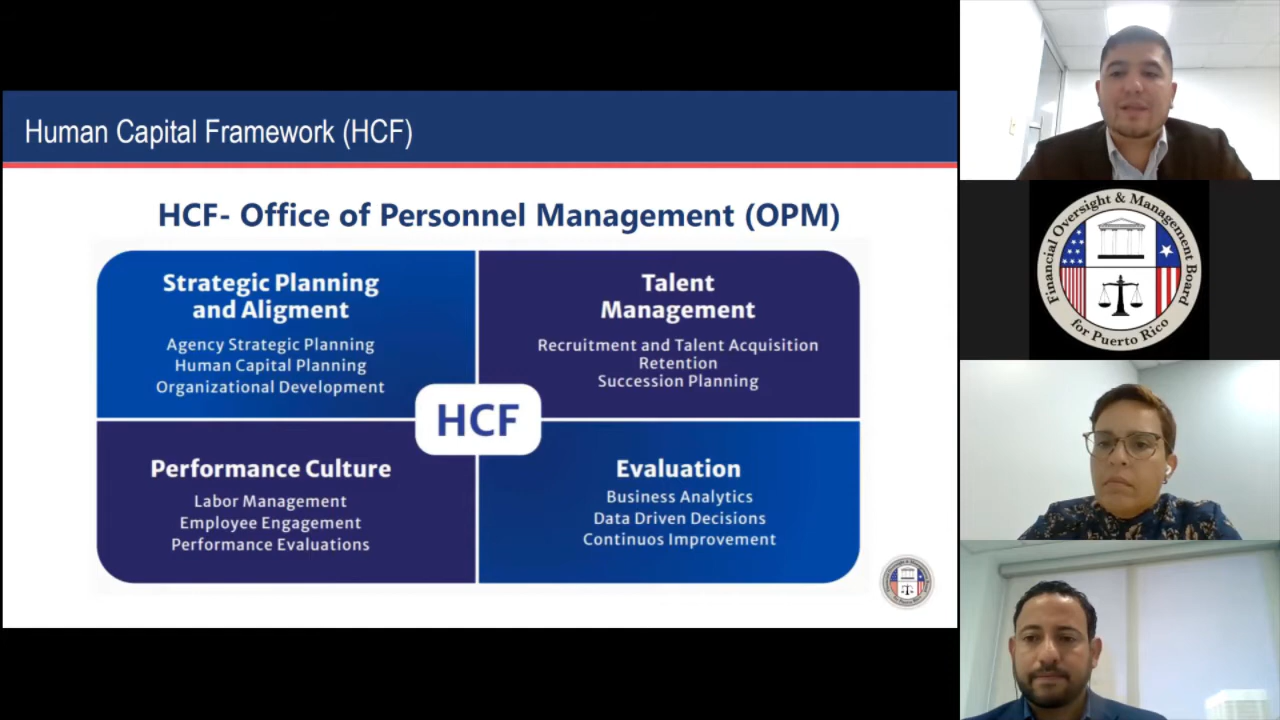 Human Capital Framework (HCF)
HCF- Office of Personnel Management (OPM)
Strategic Planning
and Aligment
Agency Strategic Planning
Human Capital Planning
Organizational Development
Talent
Management
Recruitment and Talent Acquisition
Retention
Succession Planning
HCF
Performance Culture
Labor Management
Employee Engagement
Performance Evaluations
Evaluation
Business Analytics
Data Driven Decisions
Continuos Improvement
Financial Oversight & Management Board
for Puerto Rico